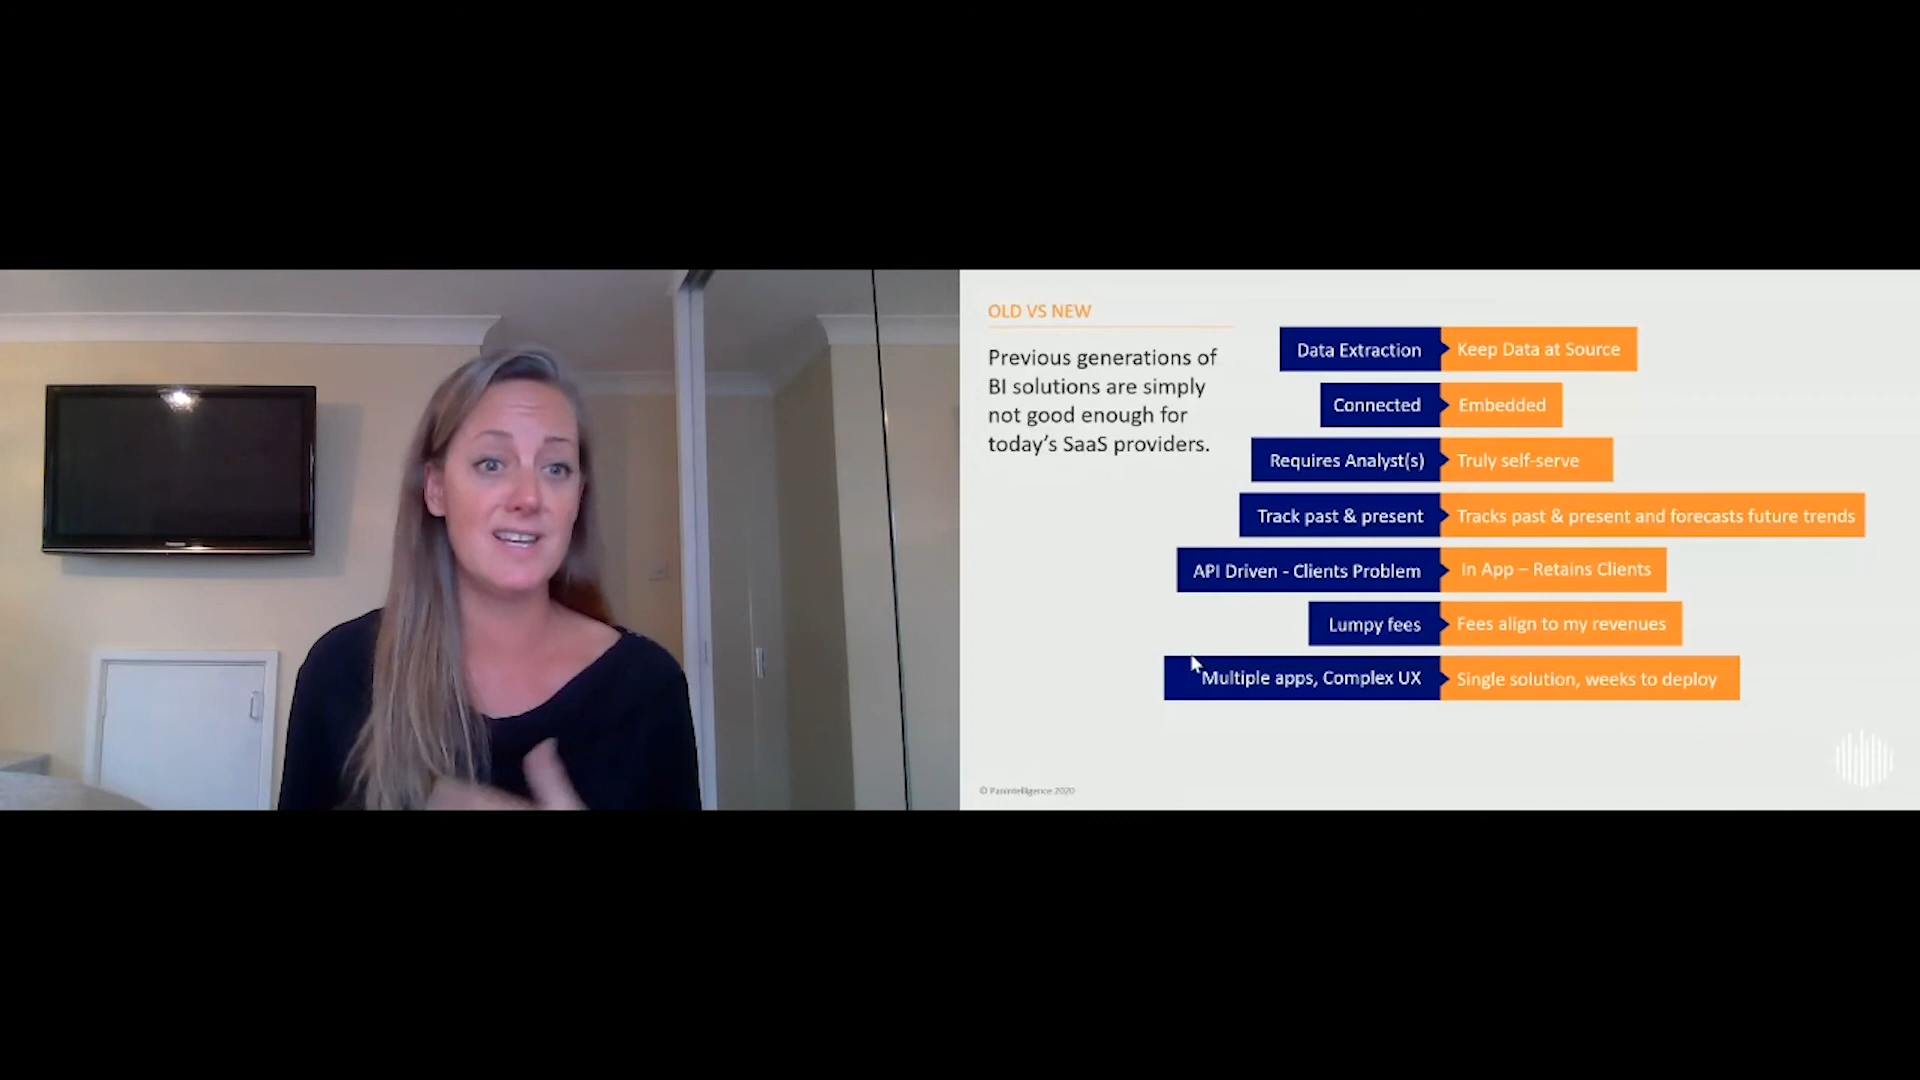 OLD VS NEW
Previous generations of
BI solutions are simply
not good enough for
today's SaaS providers.
Data Extraction Keep Data at Source
Connected Embedded
Requires Analyst(s) Truly self-serve
Track past & present Tracks past & present and forecasts future trends
API Driven - Clients Problem In App – Retains Clients
Lumpy fees Fees align to my revenues
Multiple apps, Complex UX Single solution, weeks to deploy
© Panintelligence 2020